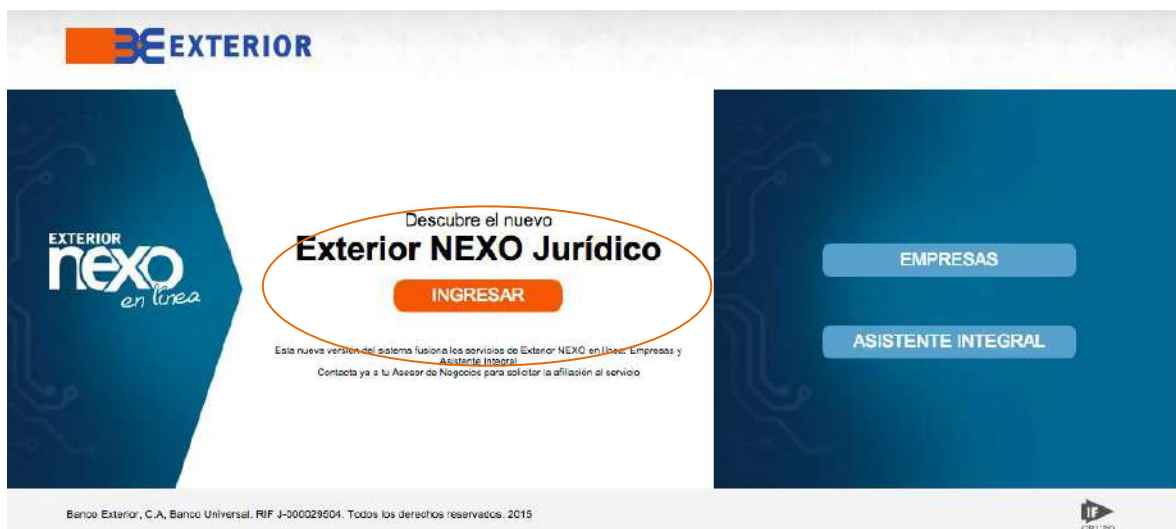 EXTERIOR
EXTERIOR
nexo
en línea
Descubre el nuevo
Exterior NEXO Jurídico
INGRESAR
Esta nueva versión del sistema fusiona los servicios de Exterior NEXO en línea: Empresas y
Asistente Integral
Contacta ya a tu Asesor de Negocios para solicitar la afiliación al servicio
EMPRESAS
ASISTENTE INTEGRAL
Banco Exterior, C.A, Banco Universal. RIF J-000029504. Todos los derechos reservados. 2015
IF
GRUPO